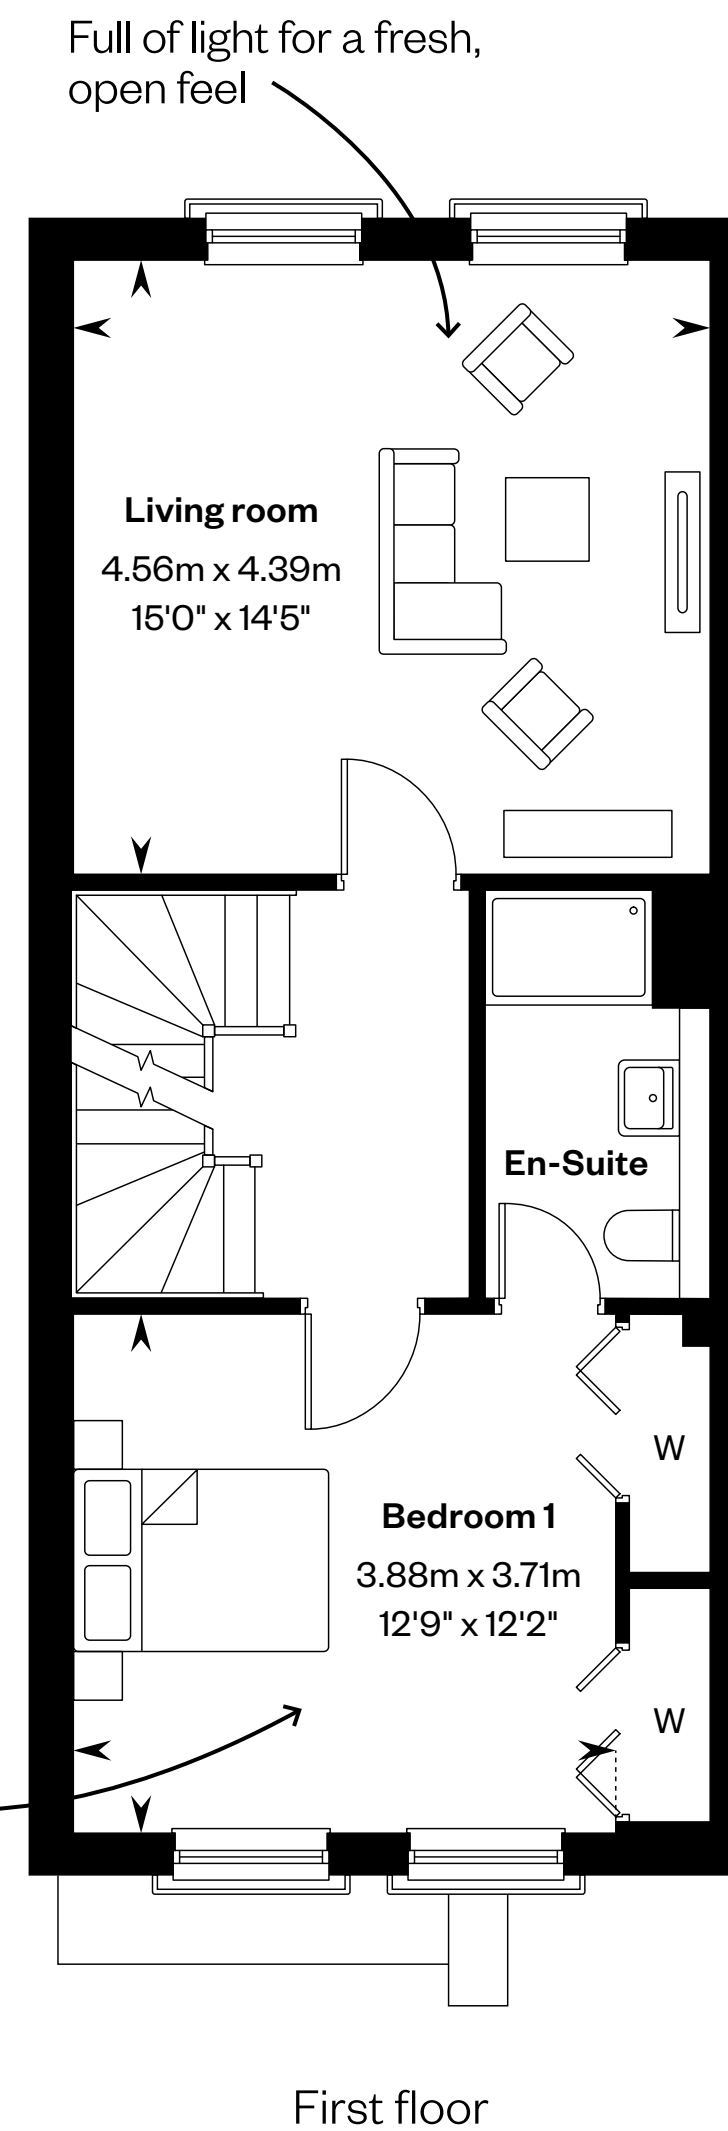 Full of light for a fresh,
open feel
Living room
4.56m x 4.39m
15'0" x 14'5"
En-Suite
W
Bedroom 1
3.88m x 3.71m
12'9" x 12'2"
W
First floor